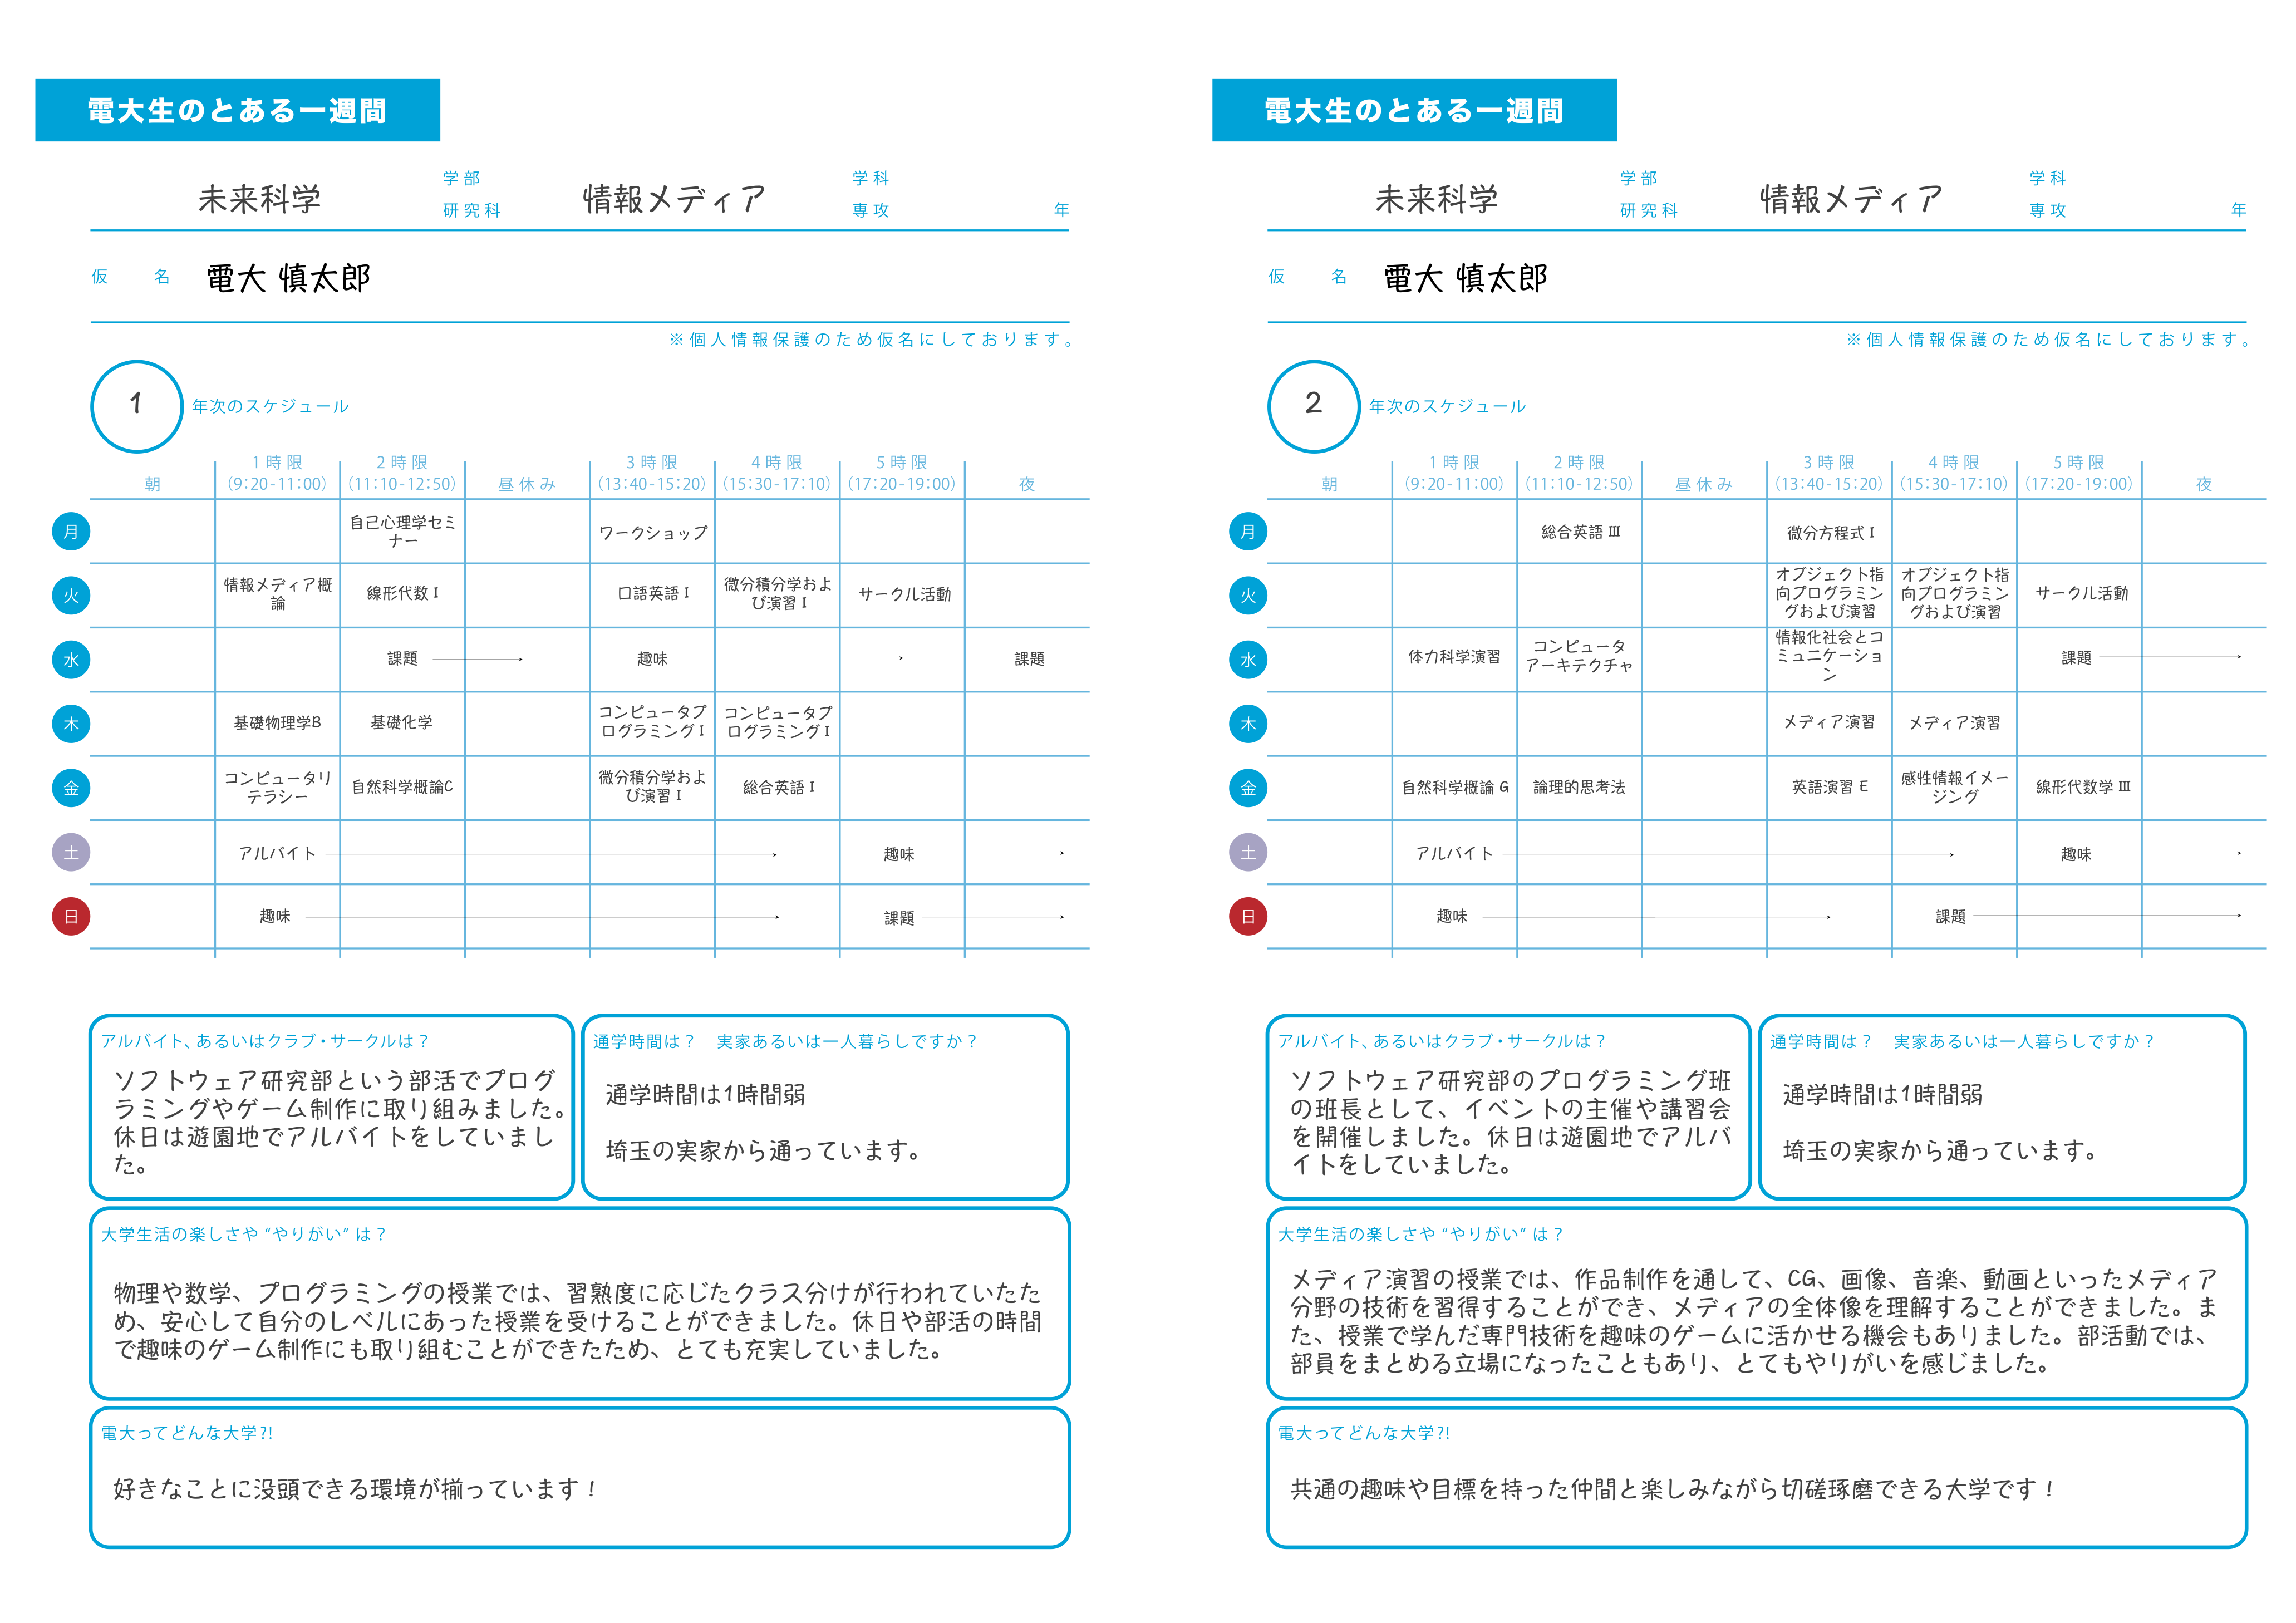 電大生のとある一週間
未来科学
学部
研究科
情報メディア
学科
専攻
年
仮 名 電大 慎太郎
※個人情報保護のため仮名にしております。
1 年次のスケジュール
朝
1時限
(9:20-11:00)
2時限
(11:10-12:50)
昼休み
3時限
(13:40-15:20)
4時限
(15:30-17:10)
5時限
(17:20-19:00)
夜
月
自己心理学セミ
ナー
ワークショップ
火
情報メディア概
論
線形代数 I
口語英語 I
微分積分学およ
び演習 I
サークル活動
水
課題
趣味
課題
木
基礎物理学B
基礎化学
コンピュータプ
ログラミング I
コンピュータプ
ログラミング I
金
コンピュータリ
テラシー
自然科学概論C
微分積分学およ
び演習 I
総合英語 I
土
アルバイト
趣味
日
趣味
課題
アルバイト、あるいはクラブ・サークルは？
ソフトウェア研究部という部活でプログ
ラミングやゲーム制作に取り組みました。
休日は遊園地でアルバイトをしていまし
た。
通学時間は？　実家あるいは一人暮らしですか？
通学時間は1時間弱
埼玉の実家から通っています。
大学生活の楽しさや “やりがい” は？
物理や数学、プログラミングの授業では、習熟度に応じたクラス分けが行われていたた
め、安心して自分のレベルにあった授業を受けることができました。休日や部活の時間
で趣味のゲーム制作にも取り組むことができたため、とても充実していました。
電大ってどんな大学?!
好きなことに没頭できる環境が揃っています！
電大生のとある一週間
未来科学
学部
研究科
情報メディア
学科
専攻
年
仮 名 電大 慎太郎
※個人情報保護のため仮名にしております。
2 年次のスケジュール
朝
1時限
(9:20-11:00)
2時限
(11:10-12:50)
昼休み
3時限
(13:40-15:20)
4時限
(15:30-17:10)
5時限
(17:20-19:00)
夜
月
総合英語 III
微分方程式 I
火
オブジェクト指
向プログラミン
グおよび演習
オブジェクト指
向プログラミン
グおよび演習
サークル活動
水
体力科学演習
コンピュータ
アーキテクチャ
情報化社会とコ
ミュニケーショ
ン
課題
木
メディア演習
メディア演習
金
自然科学概論 G
論理的思考法
英語演習 E
感性情報イメー
ジング
線形代数学 III
土
アルバイト
趣味
日
趣味
課題
アルバイト、あるいはクラブ・サークルは？
ソフトウェア研究部のプログラミング班
の班長として、イベントの主催や講習会
を開催しました。休日は遊園地でアルバ
イトをしていました。
通学時間は？　実家あるいは一人暮らしですか？
通学時間は1時間弱
埼玉の実家から通っています。
大学生活の楽しさや “やりがい” は？
メディア演習の授業では、作品制作を通して、CG、画像、音楽、動画といったメディア
分野の技術を習得することができ、メディアの全体像を理解することができました。ま
た、授業で学んだ専門技術を趣味のゲームに活かせる機会もありました。部活動では、
部員をまとめる立場になったこともあり、とてもやりがいを感じました。
電大ってどんな大学?!
共通の趣味や目標を持った仲間と楽しみながら切磋琢磨できる大学です！